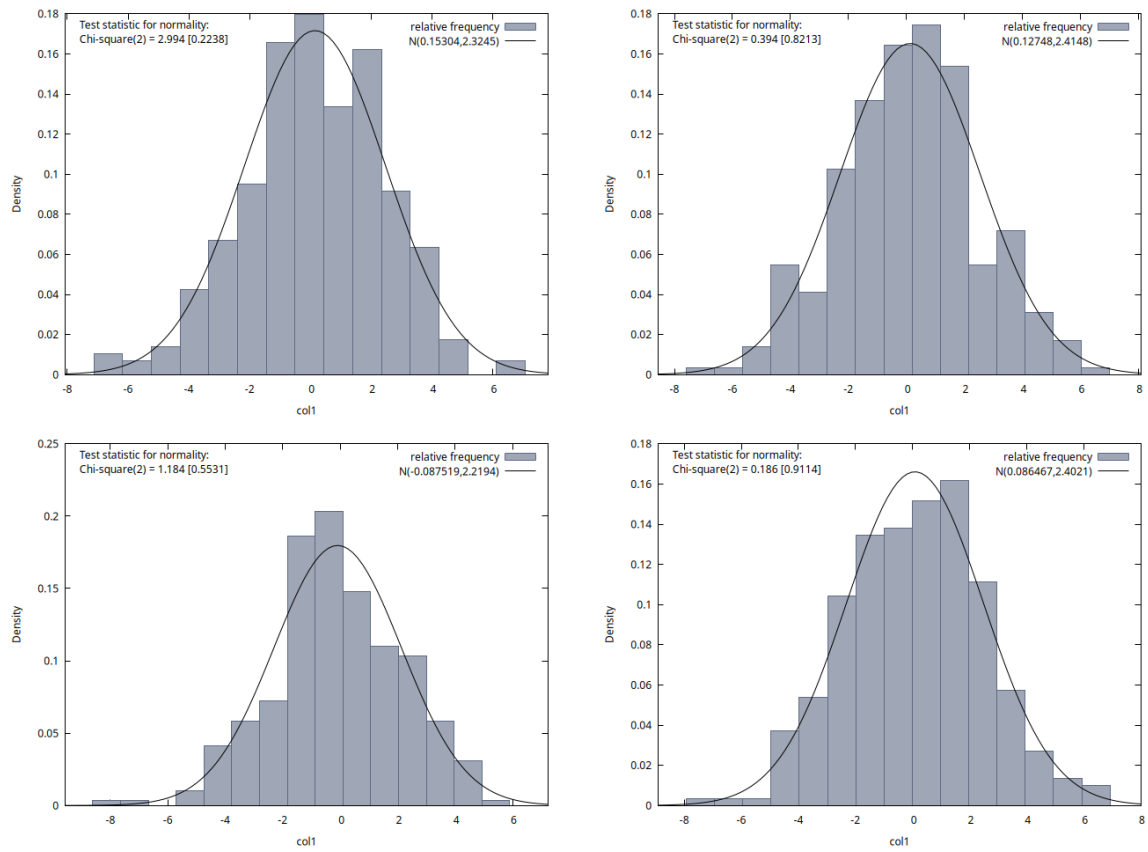 Test statistic for normality:
Chi-square(2) = 2.994 [0.2238]
relative frequency
N(0.15304,2.3245)
0.18
0.16
0.14
0.12
0.1
0.08
0.06
0.04
0.02
0
Density
-8
-6
-4
-2
0
2
4
6
col1
Test statistic for normality:
Chi-square(2) = 0.394 [0.8213]
relative frequency
N(0.12748,2.4148)
0.18
0.16
0.14
0.12
0.1
0.08
0.06
0.04
0.02
0
Density
-8
-6
-4
-2
0
2
4
6
8
col1
Test statistic for normality:
Chi-square(2) = 1.184 [0.5531]
relative frequency
N(-0.087519,2.2194)
0.25
0.2
0.15
0.1
0.05
0
Density
-8
-6
-4
-2
0
2
4
6
col1
Test statistic for normality:
Chi-square(2) = 0.186 [0.9114]
relative frequency
N(0.086467,2.4021)
0.18
0.16
0.14
0.12
0.1
0.08
0.06
0.04
0.02
0
Density
-8
-6
-4
-2
0
2
4
6
8
col1